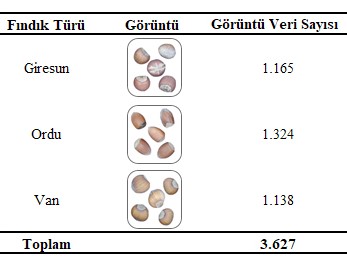 Fındık Türü Görüntü Görüntü Veri Sayısı
Giresun 1.165
Ordu 1.324
Van 1.138
Toplam 3.627